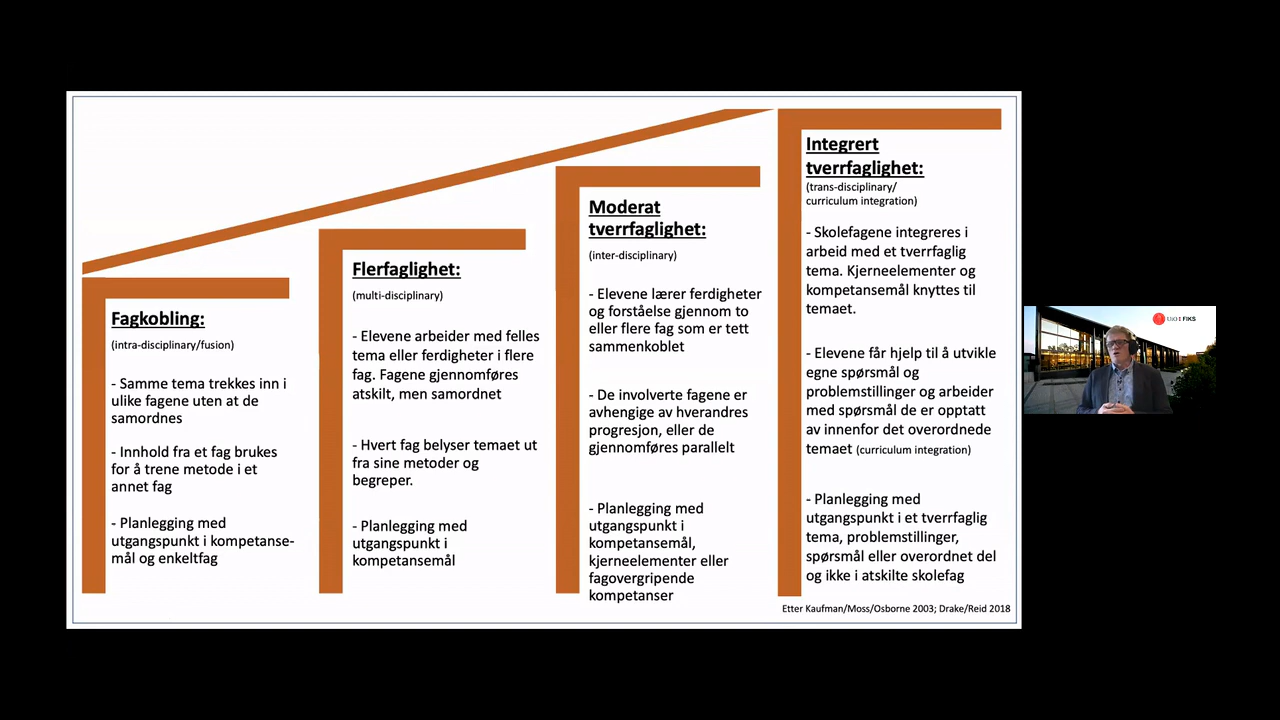 Fagkobling:
(intra-disciplinary/fusion)
- Samme tema trekkes inn i
ulike fagene uten at de
samordnes
- Innhold fra et fag brukes
for å trene metode i et
annet fag
- Planlegging med
utgangspunkt i kompetanse-
mål og enkeltfag
Flerfaglighet:
(multi-disciplinary)
- Elevene arbeider med felles
tema eller ferdigheter i flere
fag. Fagene gjennomføres
atskilt, men samordnet
- Hvert fag belyser temaet ut
fra sine metoder og
begreper.
- Planlegging med
utgangspunkt i
kompetansemål
Moderat
tverrfaglighet:
(inter-disciplinary)
- Elevene lærer ferdigheter
og forståelse gjennom to
eller flere fag som er tett
sammenkoblet
- De involverte fagene er
avhengige av hverandres
progresjon, eller de
gjennomføres parallelt
- Planlegging med
utgangspunkt i
kompetansemål,
kjerneelementer eller
fagovergripende
kompetanser
Integrert
tverrfaglighet:
(trans-disciplinary/
curriculum integration)
- Skolefagene integreres i
arbeid med et tverrfaglig
tema. Kjerneelementer og
kompetansemål knyttes til
temaet.
- Elevene får hjelp til å utvikle
egne spørsmål og
problemstillinger og arbeider
med spørsmål de er opptatt
av innenfor det overordnede
temaet (curriculum integration)
- Planlegging med
utgangspunkt i et tverrfaglig
tema, problemstillinger,
spørsmål eller overordnet del
og ikke i atskilte skolefag
Etter Kaufman/Moss/Osborne 2003; Drake/Reid 2018
UiO FIKS